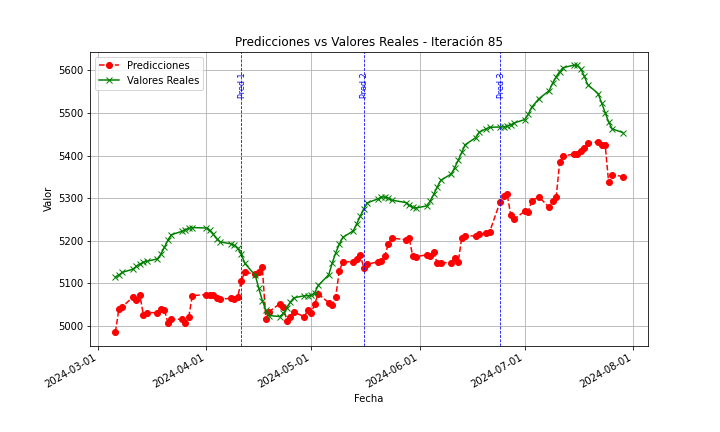 Predicciones vs Valores Reales - Iteración 85
Predicciones
Valores Reales
Pred 1
Pred 2
Pred 3
Valor
5600
5500
5400
5300
5200
5100
5000
2024-03-01
2024-04-01
2024-05-01
2024-06-01
2024-07-01
2024-08-01
Fecha